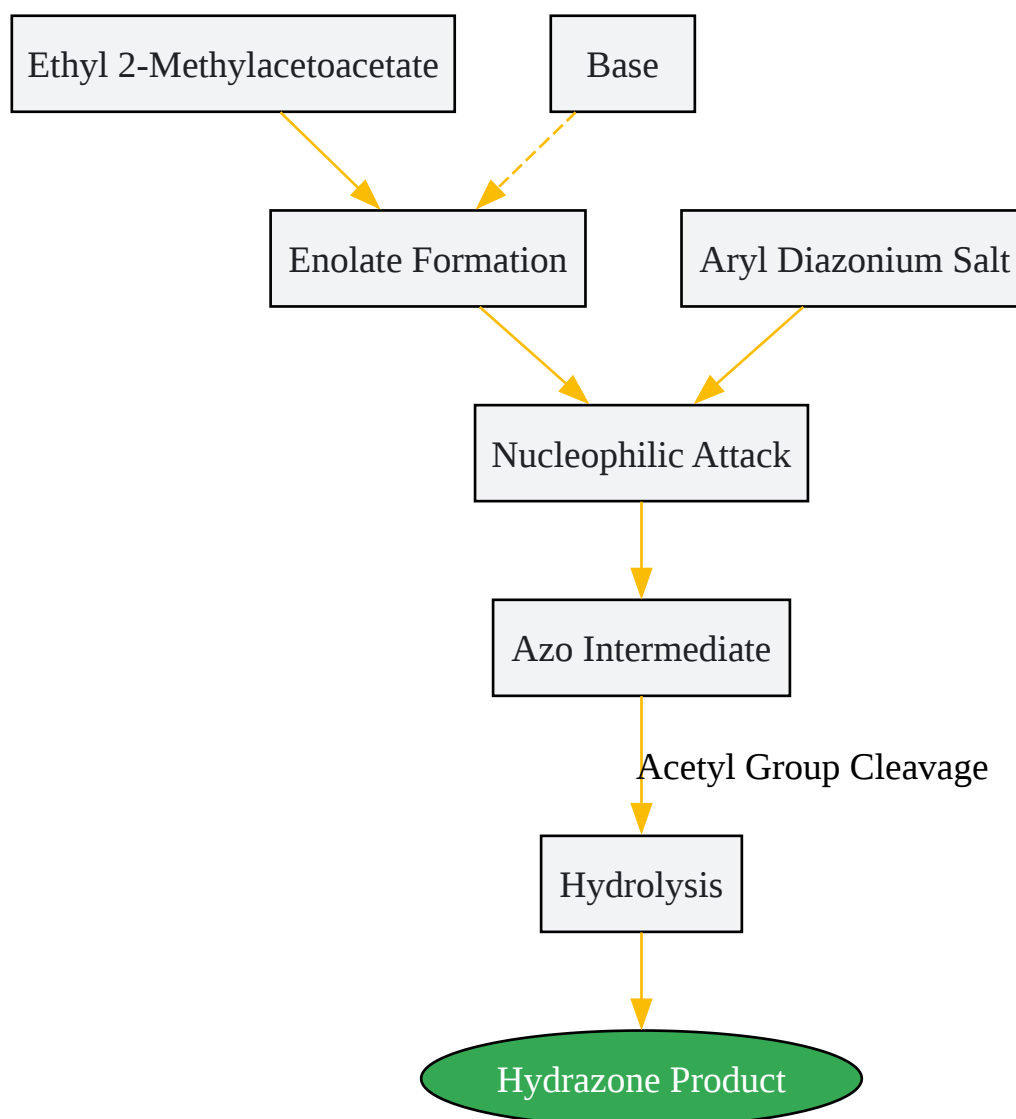 Ethyl 2-Methylacetoacetate
Base
Enolate Formation
Aryl Diazonium Salt
Nucleophilic Attack
Azo Intermediate
Acetyl Group Cleavage
Hydrolysis
Hydrazone Product